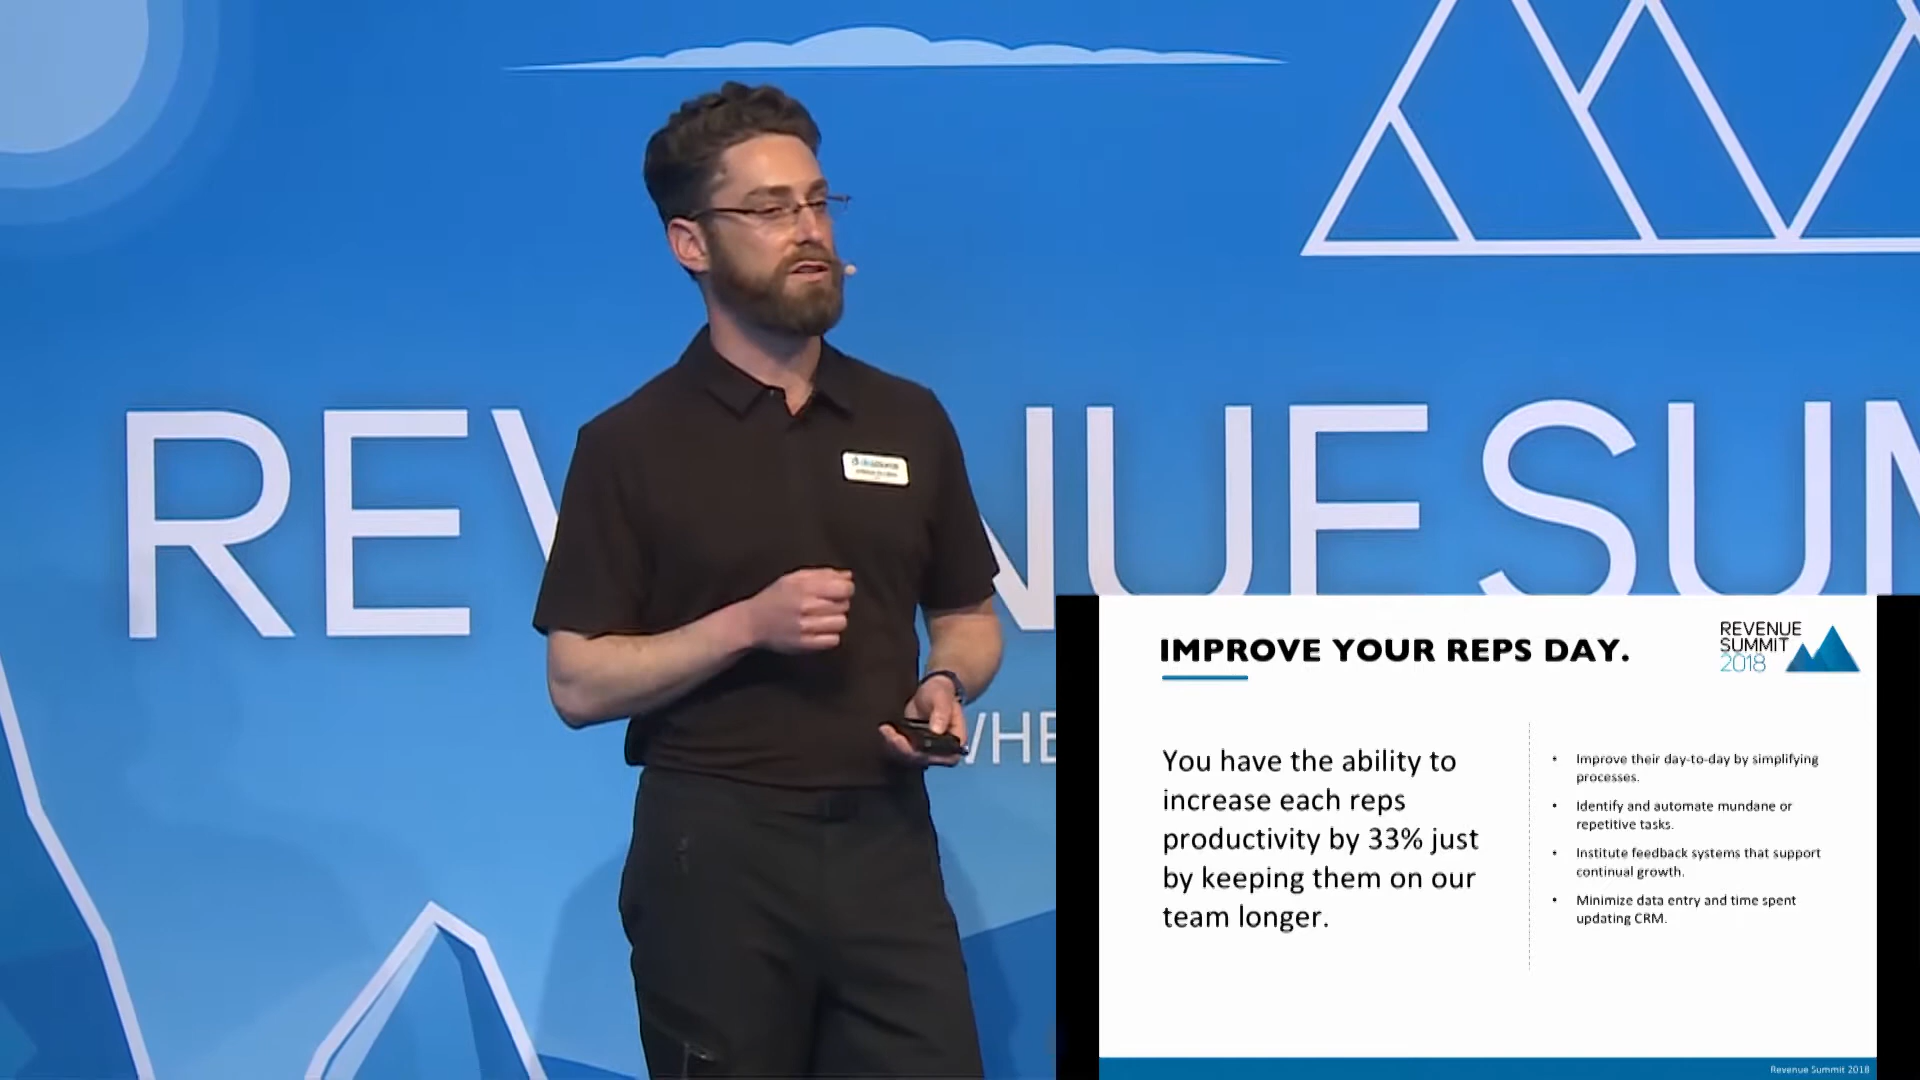 REV NUE SUM
WHE
IMPROVE YOUR REPS DAY.
REVENUE
SUMMIT
2018
You have the ability to
increase each reps
productivity by 33% just
by keeping them on our
team longer.
• Improve their day-to-day by simplifying
processes.
• Identify and automate mundane or
repetitive tasks.
• Institute feedback systems that support
continual growth.
• Minimize data entry and time spent
updating CRM.
Revenue Summit 2018